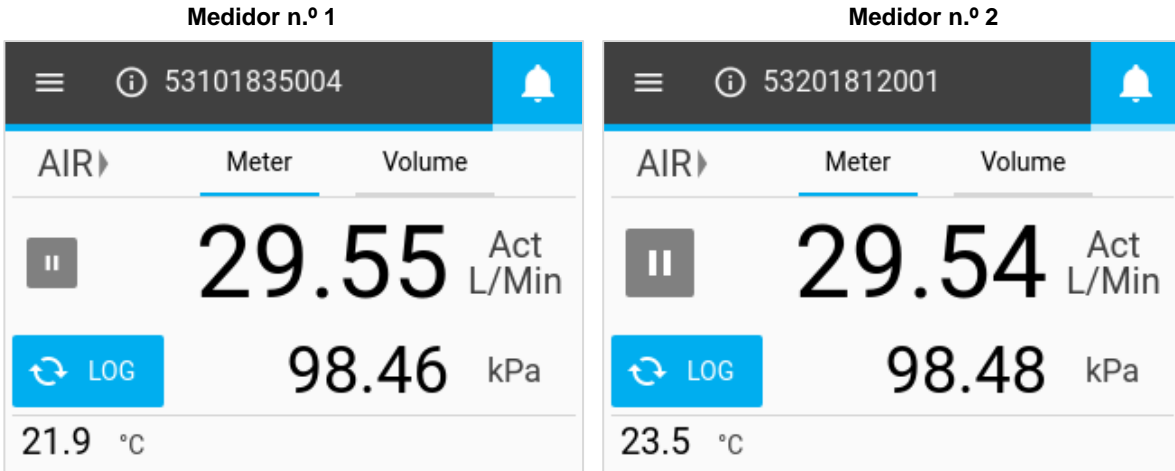 Medidor n.º 1
53101835004
AIR Meter Volume
29.55 Act L/Min
LOG 98.46 kPa
21.9 °C
Medidor n.º 2
53201812001
AIR Meter Volume
29.54 Act L/Min
LOG 98.48 kPa
23.5 °C